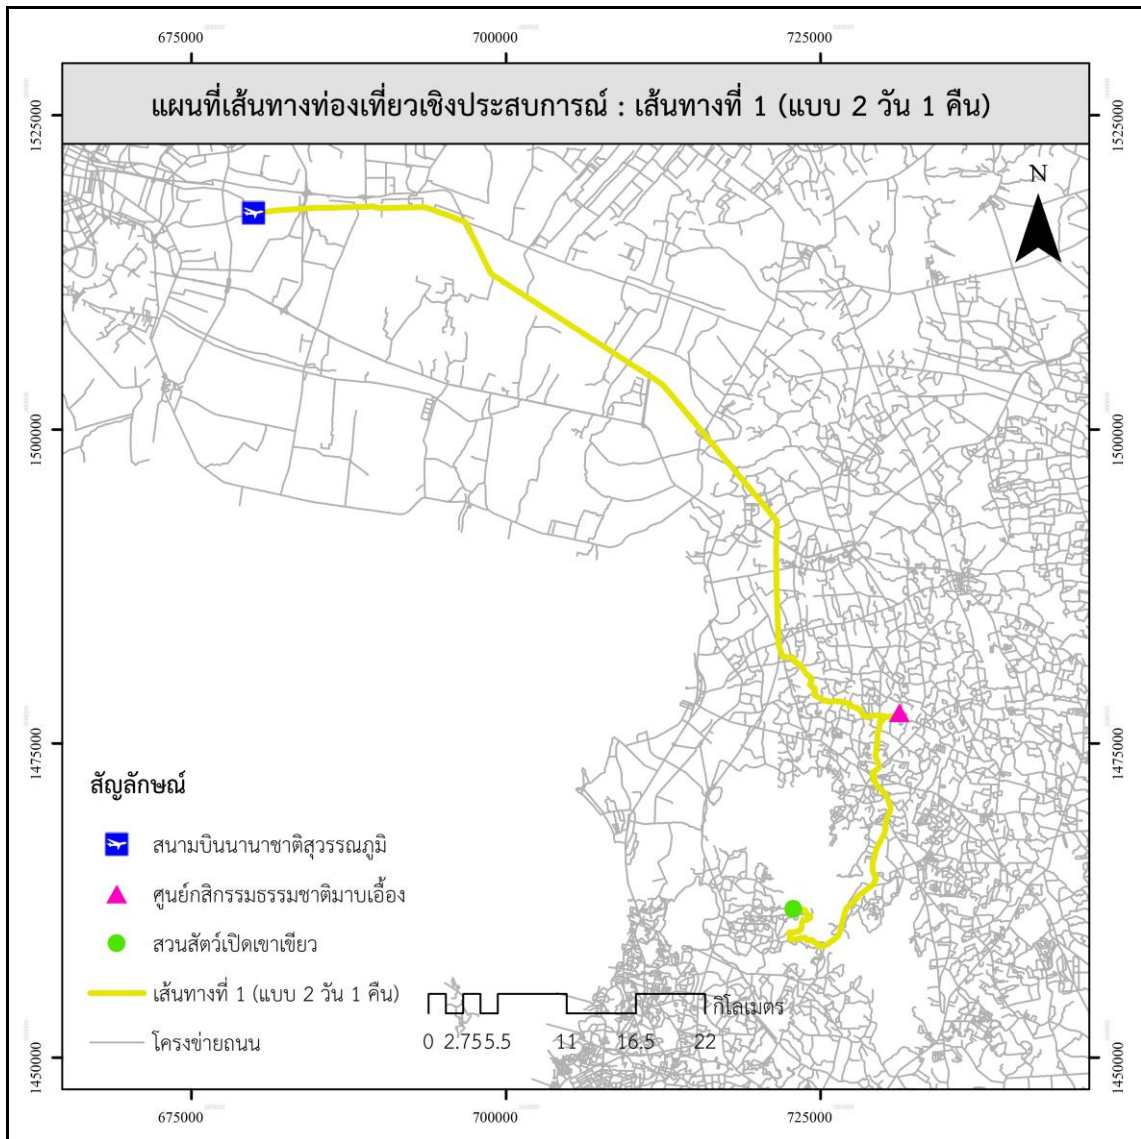 675000 700000 725000
แผนที่เส้นทางท่องเที่ยวเชิงประสบการณ์ : เส้นทางที่ 1 (แบบ 2 วัน 1 คืน)
1525000 1525000
N
1500000 1500000
1475000 1475000
สัญลักษณ์
สนามบินนานาชาติสุวรรณภูมิ
ศูนย์กสิกรรมธรรมชาติมาบเอื้อง
สวนสัตว์เปิดเขาเขียว
เส้นทางที่ 1 (แบบ 2 วัน 1 คืน)
โครงข่ายถนน
กิโลเมตร
0 2.75 5.5 11 16.5 22
1450000 1450000
675000 700000 725000